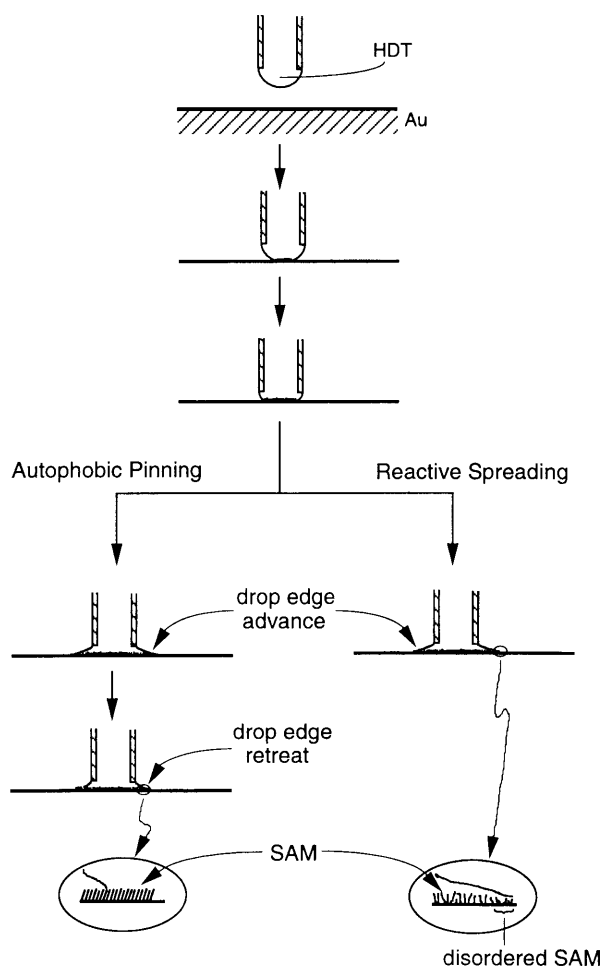 HDT
Au
Autophobic Pinning
Reactive Spreading
drop edge
advance
drop edge
retreat
SAM
disordered SAM